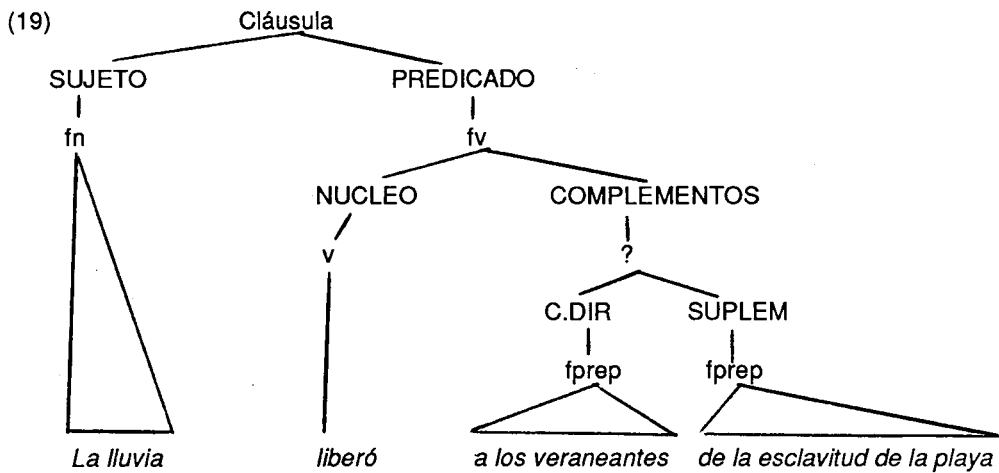 (19) Cláusula
SUJETO PREDICADO
fn fv
NUCLEO COMPLEMENTOS
v ?
C.DIR SUPLEM
fprep fprep
La lluvia liberó a los veraneantes de la esclavitud de la playa